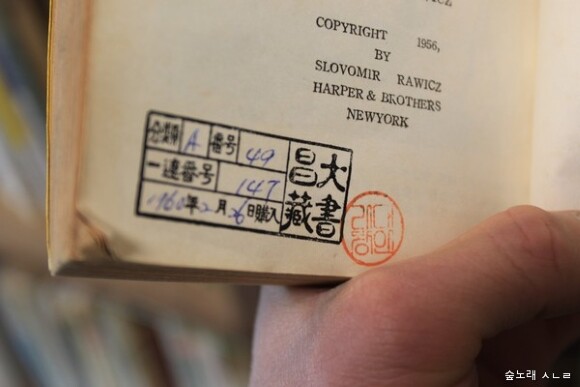 COPYRIGHT 1956,
BY
SLOVOMIR RAWICZ
HARPER & BROTHERS
NEWYORK
分類 A 番号 49
一連番号 147
1960年2月26日購入
大昌
書藏
숲노래 ㅅㄴㄹ